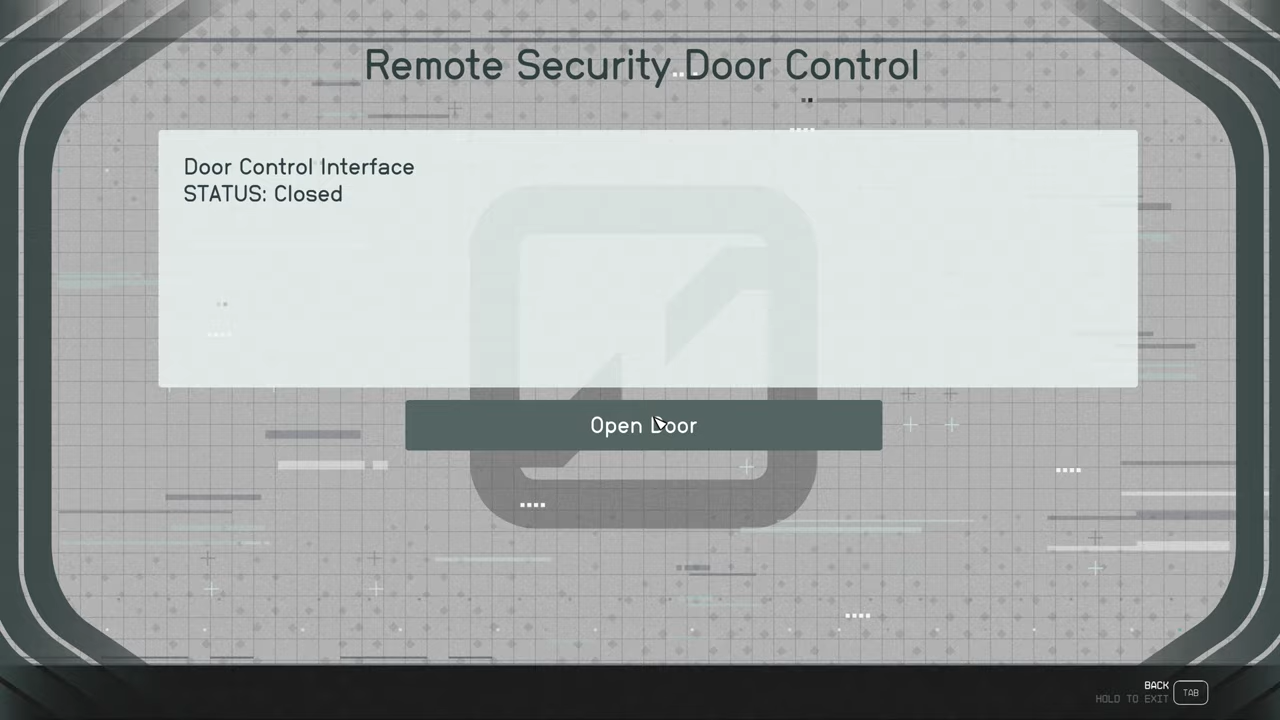 Remote Security Door Control
Door Control Interface
STATUS: Closed
Open Door
BACK
HOLD TO EXIT
TAB